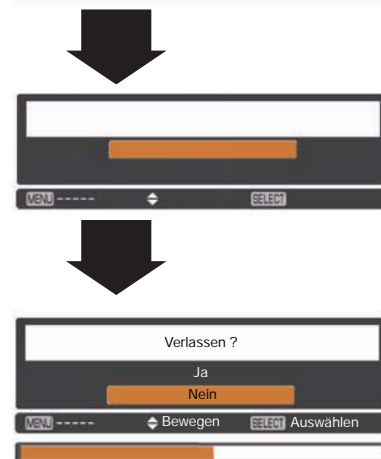 MENU ----- SELECT
Verlassen ?
Ja
Nein
MENU ----- Bewegen SELECT Auswählen